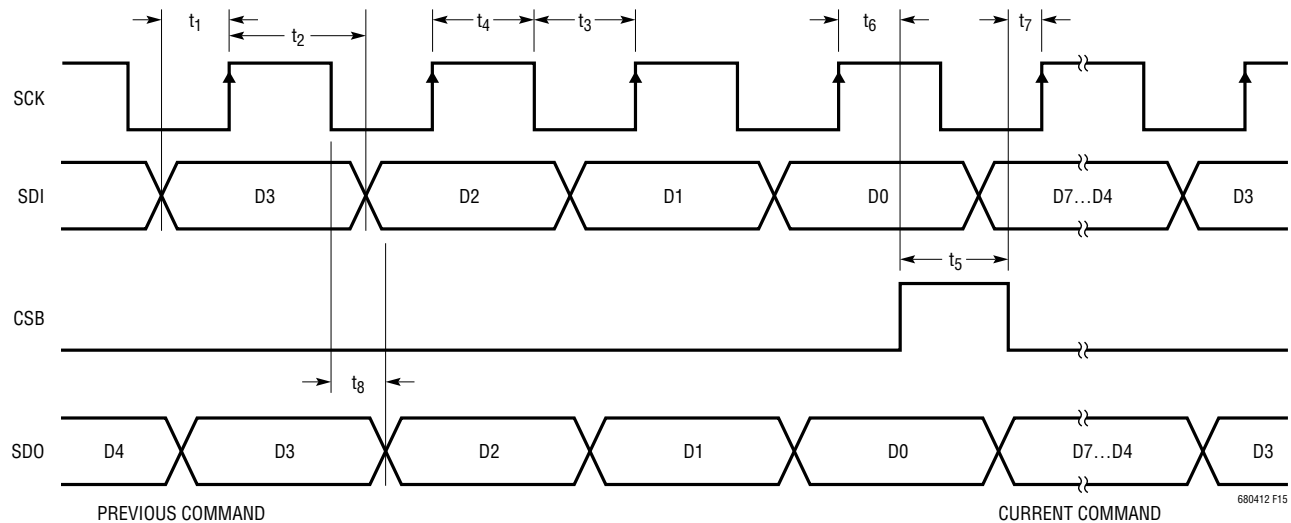 t1 t2 t4 t3 t6 t7
SCK
SDI D3 D2 D1 D0 D7...D4 D3
t5
CSB
t8
SDO D4 D3 D2 D1 D0 D7...D4 D3
680412 F15
PREVIOUS COMMAND CURRENT COMMAND